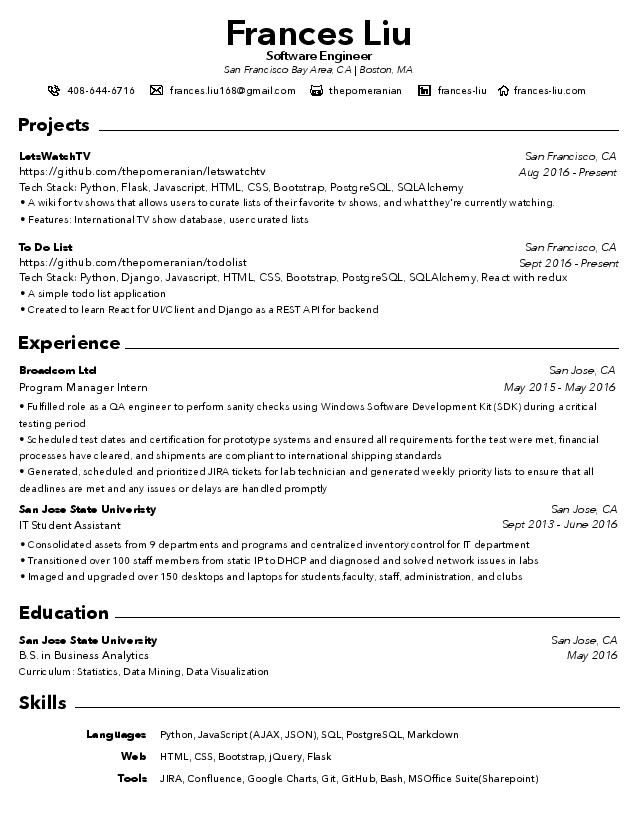 Frances Liu
Software Engineer
San Francisco Bay Area, CA | Boston, MA
408-644-6716 frances.liu168@gmail.com thepomeranian frances-liu frances-liu.com
Projects
LetsWatchTV San Francisco, CA
https://github.com/thepomeranian/letswatchtv Aug 2016 - Present
Tech Stack: Python, Flask, Javascript, HTML, CSS, Bootstrap, PostgreSQL, SQLAlchemy
• A wiki for tv shows that allows users to curate lists of their favorite tv shows, and what they're currently watching.
• Features: International TV show database, user curated lists
To Do List San Francisco, CA
https://github.com/thepomeranian/todolist Sept 2016 - Present
Tech Stack: Python, Django, Javascript, HTML, CSS, Bootstrap, PostgreSQL, SQLAlchemy, React with redux
• A simple todo list application
• Created to learn React for UI/Client and Django as a REST API for backend
Experience
Broadcom Ltd San Jose, CA
Program Manager Intern May 2015 - May 2016
• Fulfilled role as a QA engineer to perform sanity checks using Windows Software Development Kit (SDK) during a critical
testing period
• Scheduled test dates and certification for prototype systems and ensured all requirements for the test were met, financial
processes have cleared, and shipments are compliant to international shipping standards
• Generated, scheduled and prioritized JIRA tickets for lab technician and generated weekly priority lists to ensure that all
deadlines are met and any issues or delays are handled promptly
San Jose State Univeristy San Jose, CA
IT Student Assistant Sept 2013 - June 2016
• Consolidated assets from 9 departments and programs and centralized inventory control for IT department
• Transitioned over 100 staff members from static IP to DHCP and diagnosed and solved network issues in labs
• Imaged and upgraded over 150 desktops and laptops for students,faculty, staff, administration, and clubs
Education
San Jose State University San Jose, CA
B.S. in Business Analytics May 2016
Curriculum: Statistics, Data Mining, Data Visualization
Skills
Languages Python, JavaScript (AJAX, JSON), SQL, PostgreSQL, Markdown
Web HTML, CSS, Bootstrap, jQuery, Flask
Tools JIRA, Confluence, Google Charts, Git, GitHub, Bash, MSOffice Suite(Sharepoint)